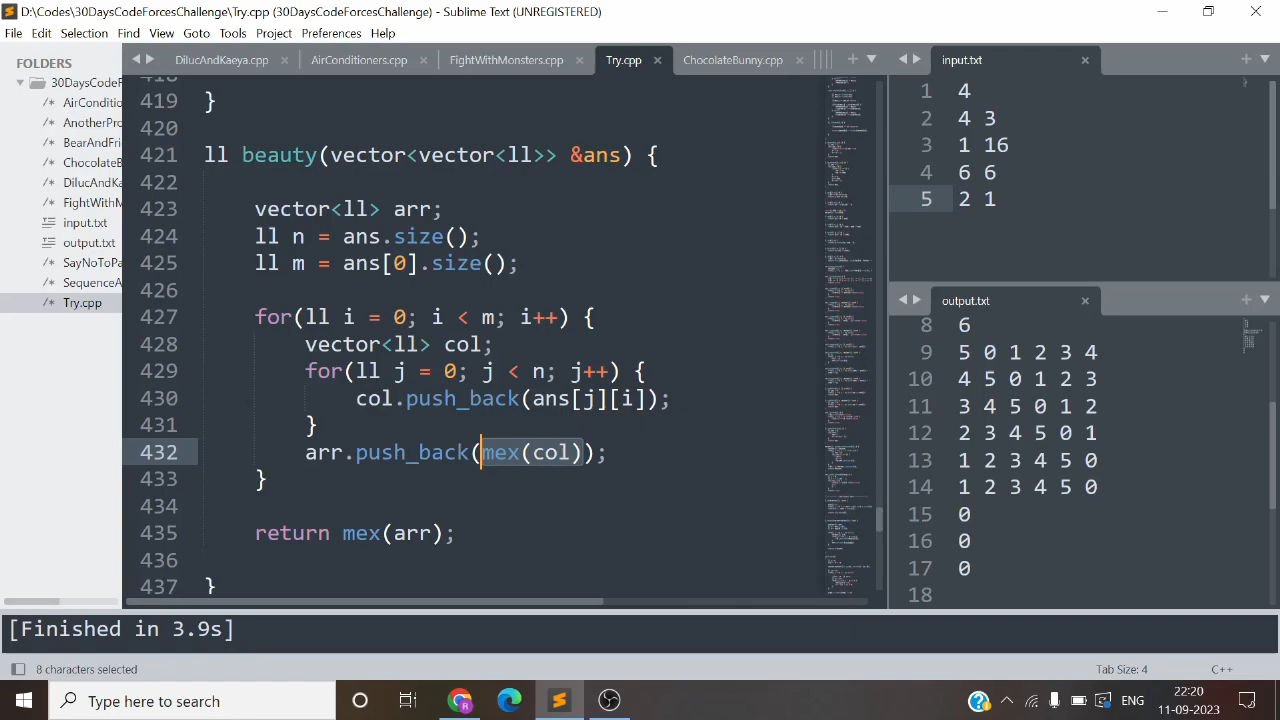 D:\Codes\30DaysCodeForcesChallenge\Try.cpp (30DaysCodeForcesChallenge) - Sublime Text (UNREGISTERED)
File Edit Selection Find View Goto Tools Project Preferences Help
FOLDERS
30DaysCodeF
AirConditi
Chocolate
DilucAndKa
FightWithM
input.txt
output.txt
Try.cpp
DilucAndKaeya.cpp
AirConditioners.cpp
FightWithMonsters.cpp
Try.cpp
ChocolateBunny.cpp
419 }
420
421 ll beauty(vector<vector<ll>> &ans) {
422
423 vector<ll> arr;
424 ll n = ans.size();
425 ll m = ans[0].size();
426
427 for(ll i = 0; i < m; i++) {
428 vector<ll> col;
429 for(ll j = 0; j < n; j++) {
430 col.push_back(ans[j][i]);
431 }
432 arr.push_back(mex(col));
433 }
434
435 return mex(arr);
436
437 }
input.txt
1 4
2 4 3
3 1 16
4 6 6
5 2 1
output.txt
8 6
9 5 0 1 2 3 4
10 4 5 0 1 2 3
11 3 4 5 0 1 2
12 2 3 4 5 0 1
13 1 2 3 4 5 0
14 1 2 3 4 5 0
15 0
16 0
17 0
18
[Finished in 3.9s]
8 characters selected
Tab Size: 4
C++
Type here to search
R
ENG
22:20
11-09-2023